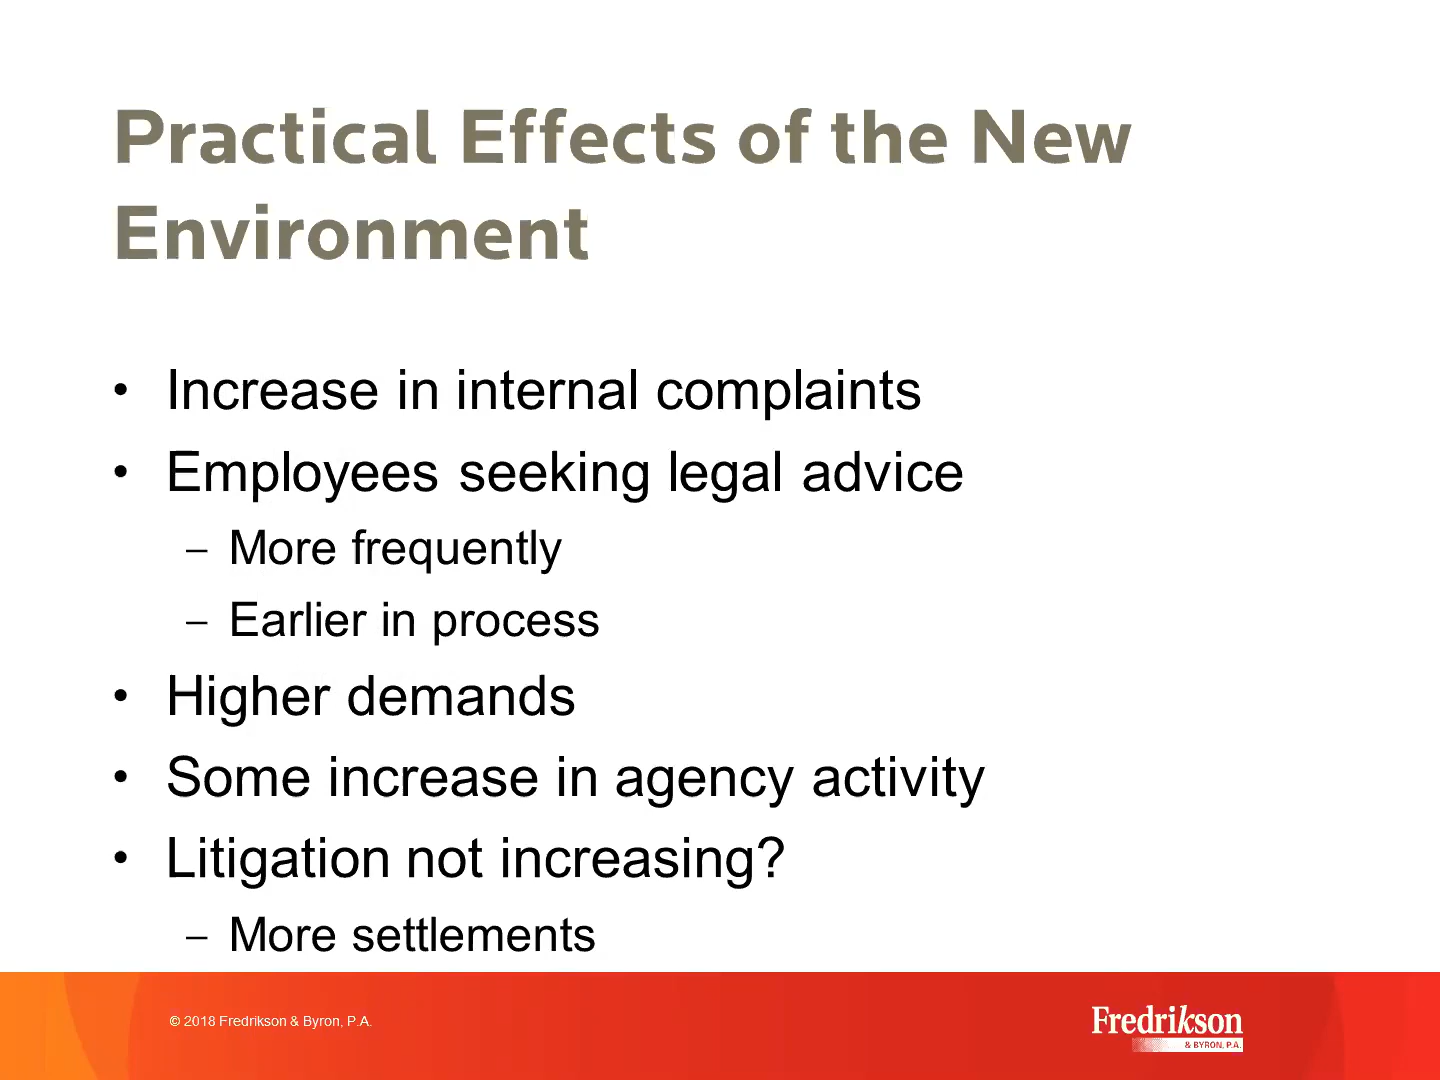 Practical Effects of the New
Environment
• Increase in internal complaints
• Employees seeking legal advice
– More frequently
– Earlier in process
• Higher demands
• Some increase in agency activity
• Litigation not increasing?
– More settlements
© 2018 Fredrikson & Byron, P.A.
Fredrikson
& BYRON, P.A.